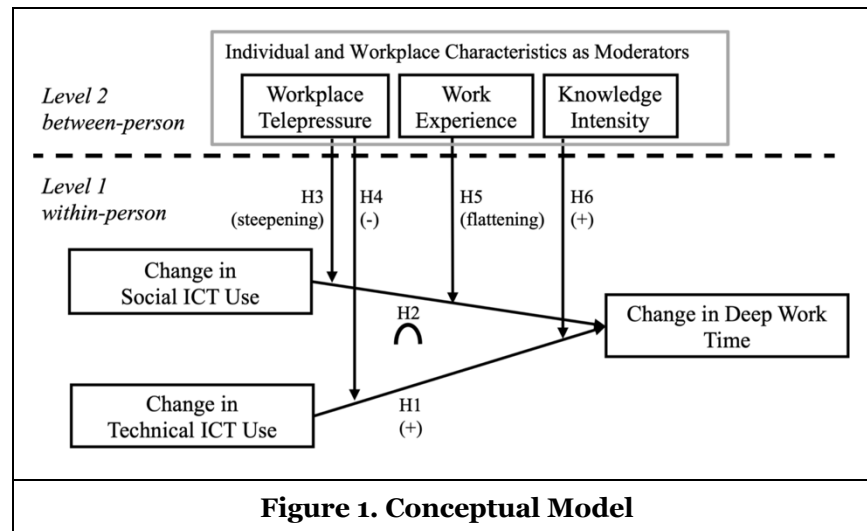 Individual and Workplace Characteristics as Moderators
Level 2
between-person
Workplace
Telepressure
Work
Experience
Knowledge
Intensity
Level 1
within-person
H3
(steepening)
H4
(-)
H5
(flattening)
H6
(+)
Change in
Social ICT Use
H2
Change in Deep Work
Time
Change in
Technical ICT Use
H1
(+)
Figure 1. Conceptual Model